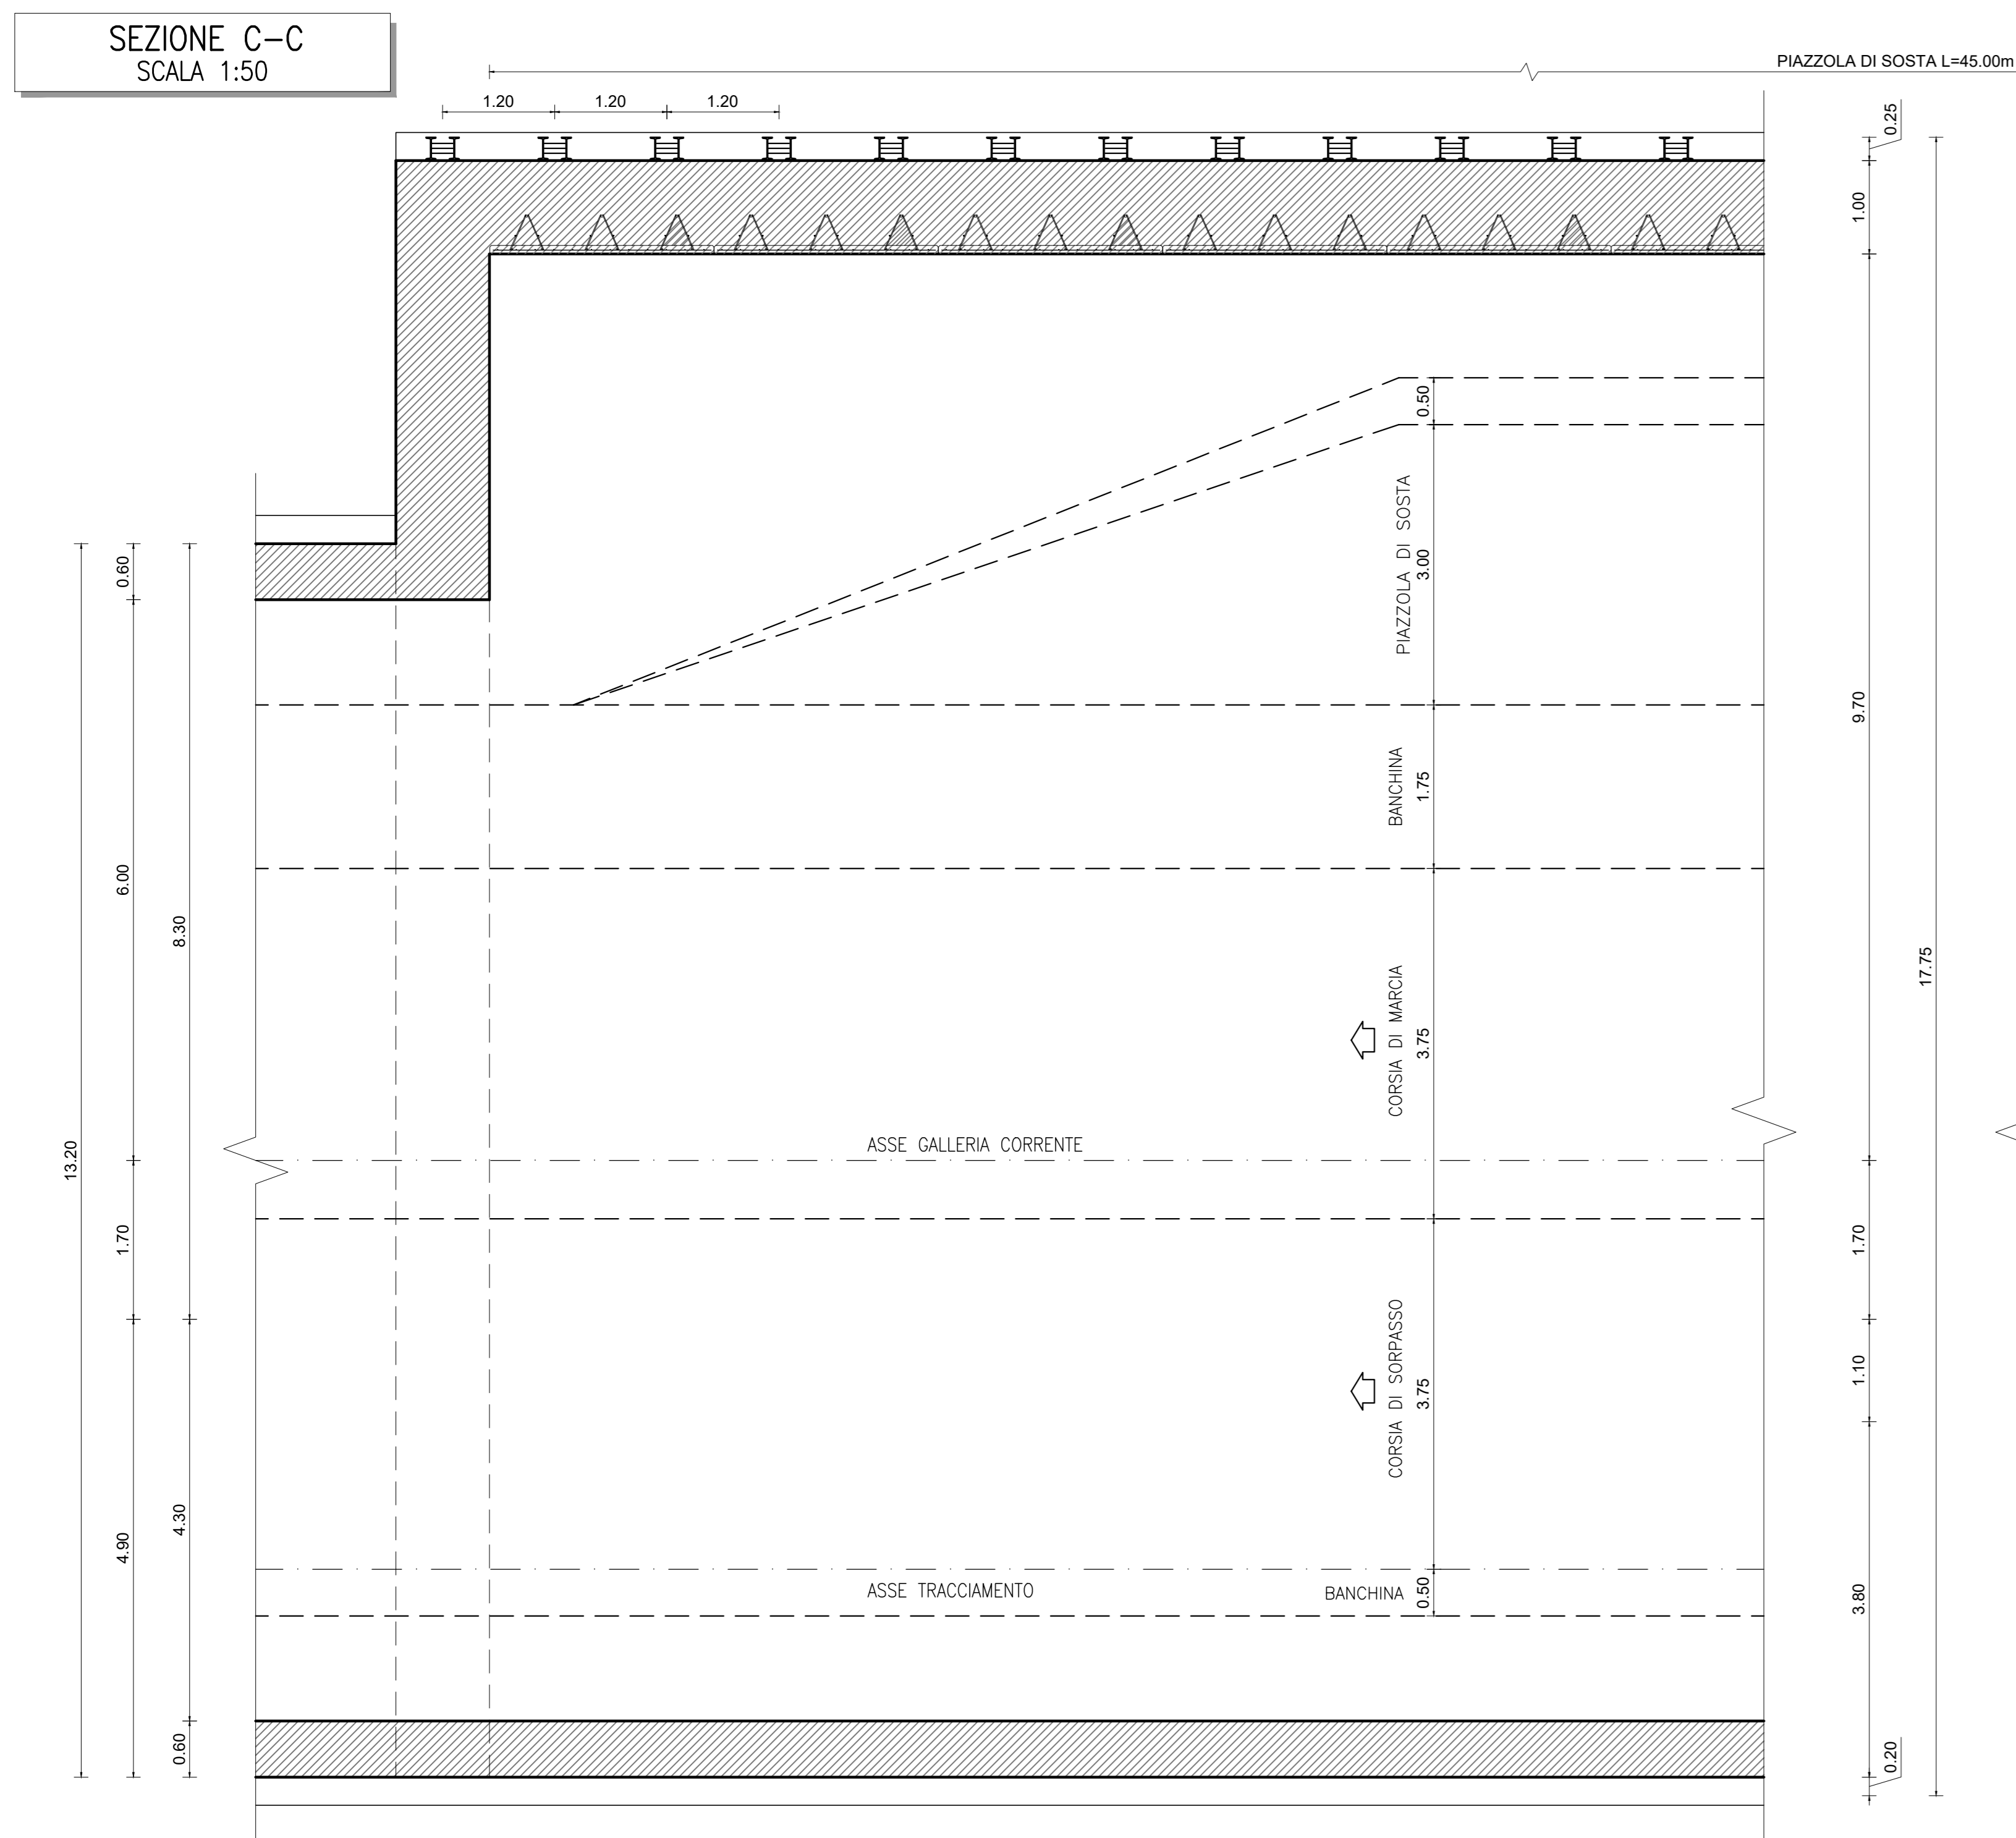 SEZIONE C-C
SCALA 1:50
PIAZZOLA DI SOSTA L=45.00m
1.20
1.20
1.20
0.25
1.00
9.70
1.70
1.10
3.80
0.20
17.75
13.20
0.60
6.00
1.70
4.90
8.30
4.30
0.60
0.50
PIAZZOLA DI SOSTA
3.00
BANCHINA
1.75
CORSIA DI MARCIA
3.75
ASSE GALLERIA CORRENTE
CORSIA DI SORPASSO
3.75
ASSE TRACCIAMENTO
BANCHINA
0.50